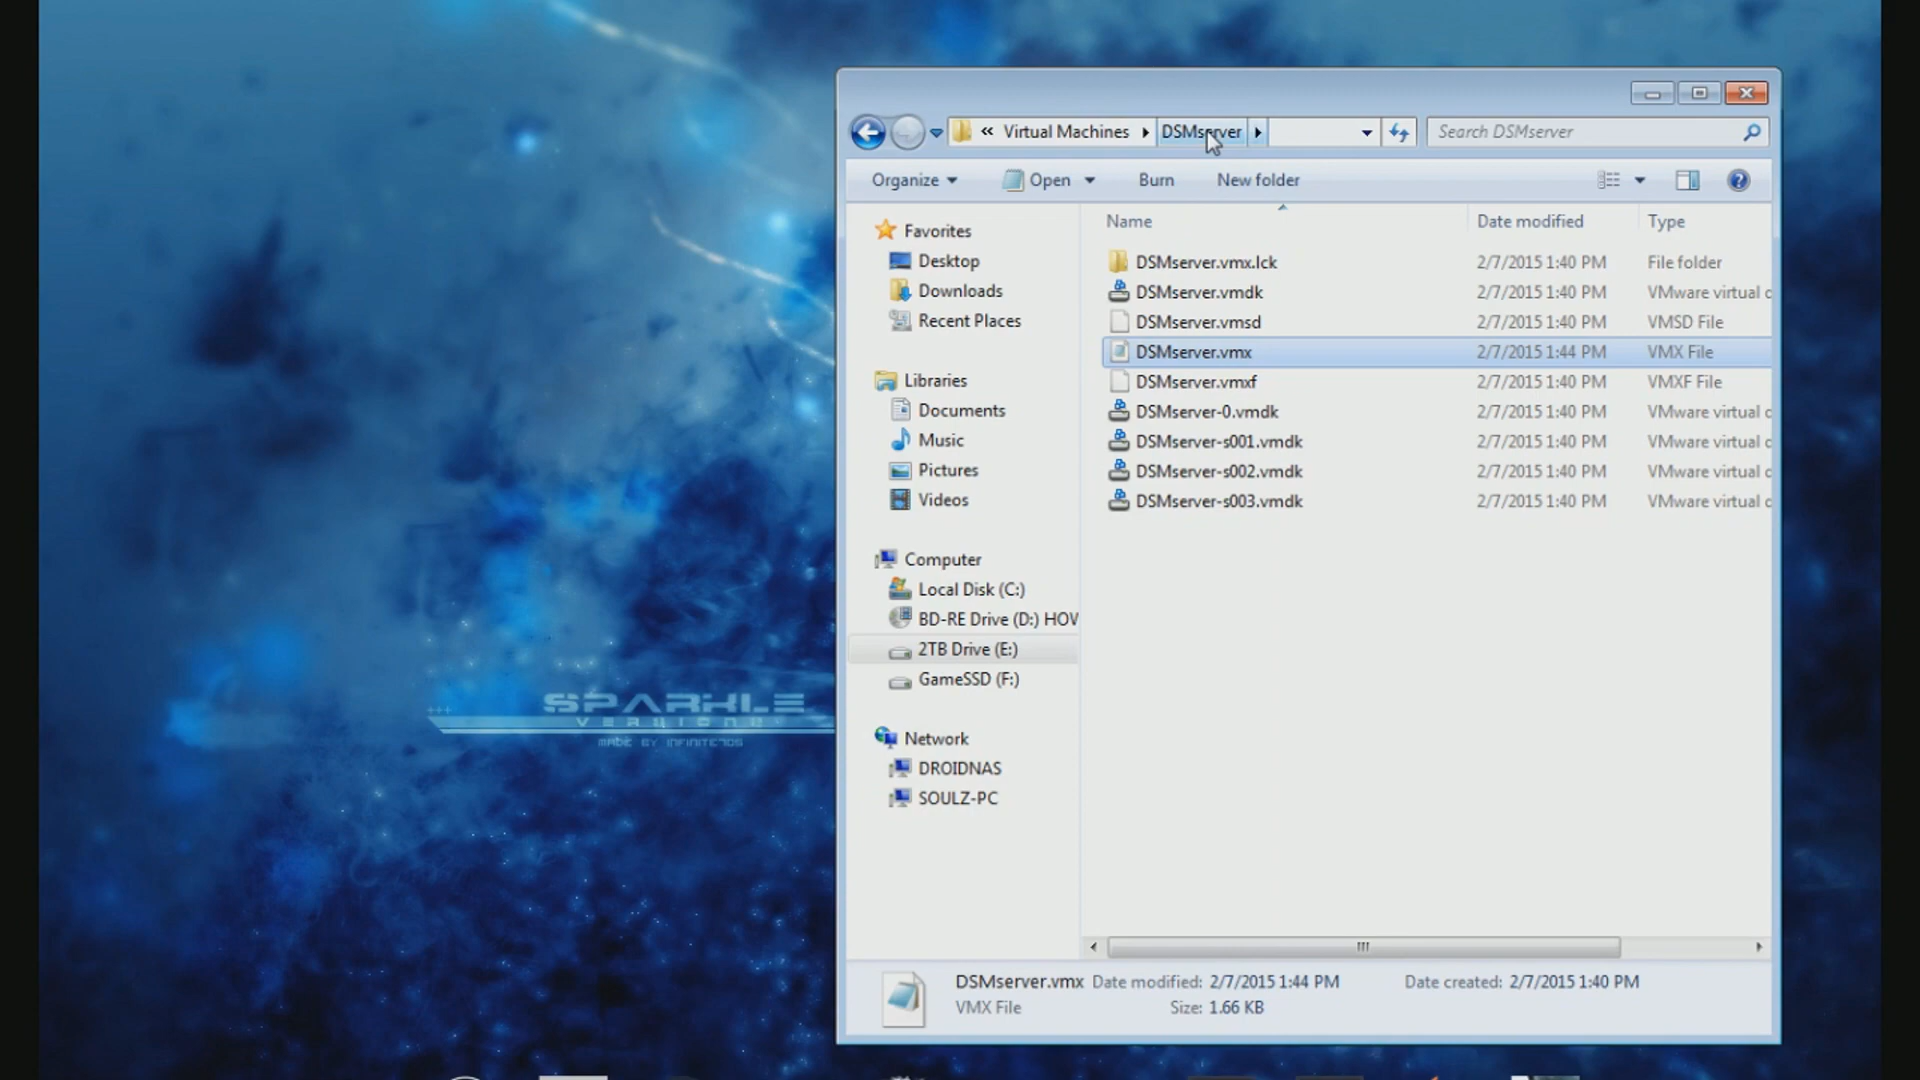 « Virtual Machines DSMserver
Search DSMserver
Organize Open Burn New folder
Name Date modified Type
Favorites
Desktop
Downloads
Recent Places
Libraries
Documents
Music
Pictures
Videos
Computer
Local Disk (C:)
BD-RE Drive (D:) HOV
2TB Drive (E:)
GameSSD (F:)
Network
DROIDNAS
SOULZ-PC
DSMserver.vmx.lck 2/7/2015 1:40 PM File folder
DSMserver.vmdk 2/7/2015 1:40 PM VMware virtual d
DSMserver.vmsd 2/7/2015 1:40 PM VMSD File
DSMserver.vmx 2/7/2015 1:44 PM VMX File
DSMserver.vmxf 2/7/2015 1:40 PM VMXF File
DSMserver-0.vmdk 2/7/2015 1:40 PM VMware virtual d
DSMserver-s001.vmdk 2/7/2015 1:40 PM VMware virtual d
DSMserver-s002.vmdk 2/7/2015 1:40 PM VMware virtual d
DSMserver-s003.vmdk 2/7/2015 1:40 PM VMware virtual d
DSMserver.vmx Date modified: 2/7/2015 1:44 PM Date created: 2/7/2015 1:40 PM
VMX File Size: 1.66 KB
SPARKLE
MADE BY